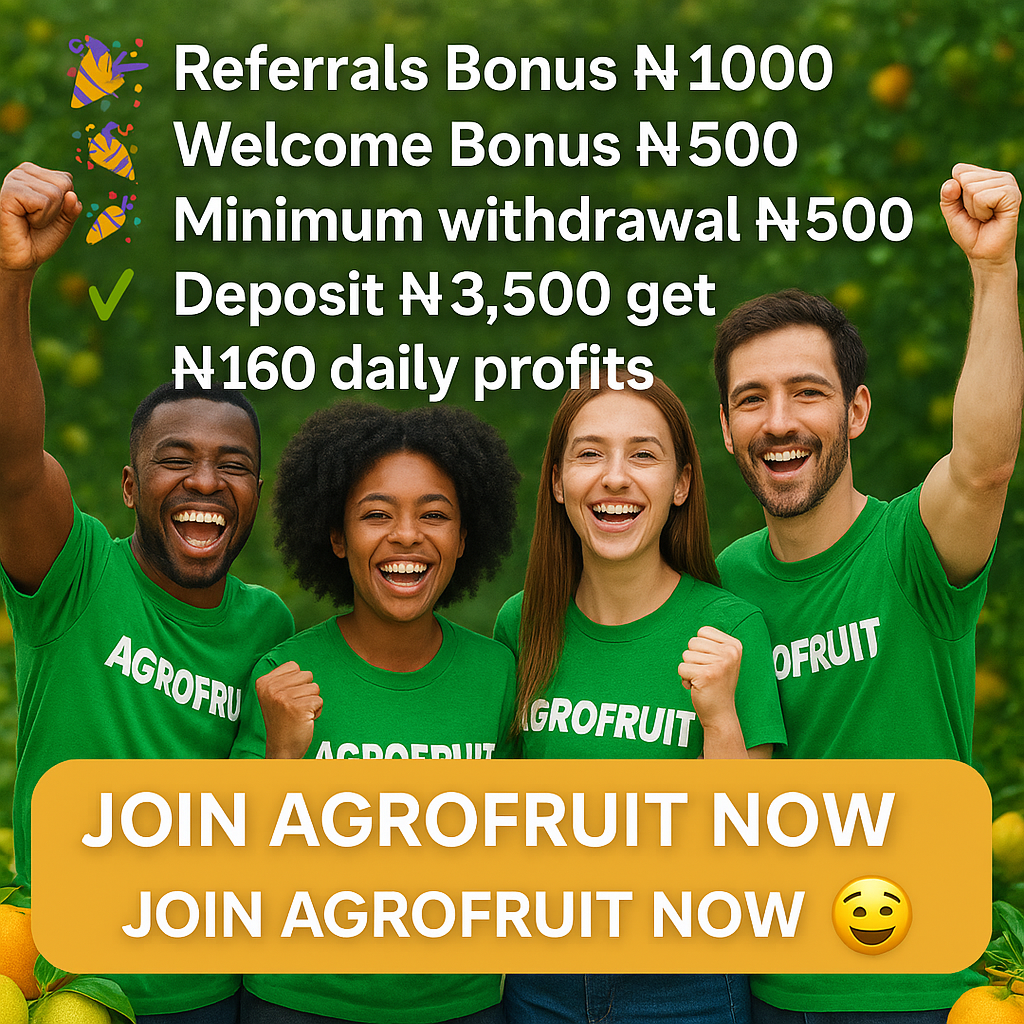 🎉 Referrals Bonus ₦1000
🎉 Welcome Bonus ₦500
🎉 Minimum withdrawal ₦500
✓ Deposit ₦3,500 get
₦160 daily profits
AGROFRU
AGROFRUIT
AGROFRUIT
OFRUIT
JOIN AGROFRUIT NOW
JOIN AGROFRUIT NOW 😉